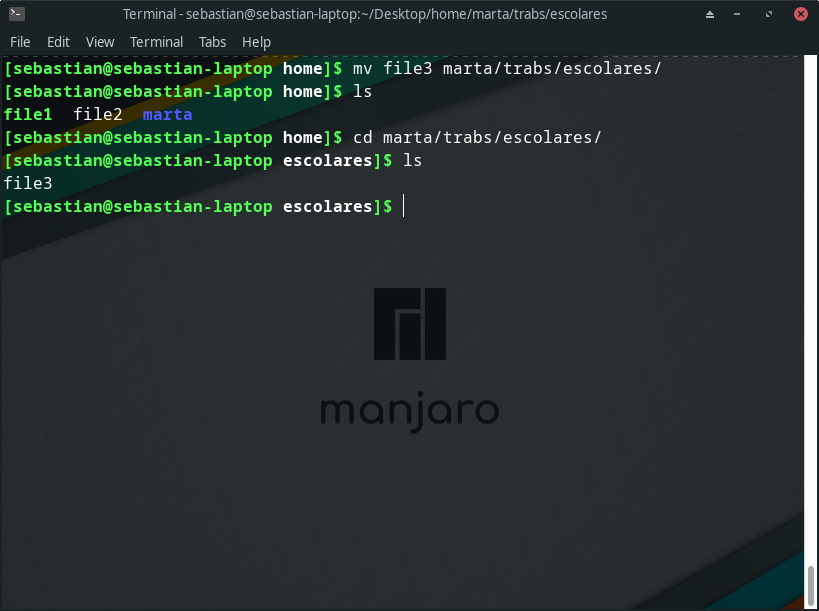 Terminal - sebastian@sebastian-laptop:~/Desktop/home/marta/trabs/escolares
File Edit View Terminal Tabs Help
[sebastian@sebastian-laptop home]$ mv file3 marta/trabs/escolares/
[sebastian@sebastian-laptop home]$ ls
file1  file2  marta
[sebastian@sebastian-laptop home]$ cd marta/trabs/escolares/
[sebastian@sebastian-laptop escolares]$ ls
file3
[sebastian@sebastian-laptop escolares]$
manjaro